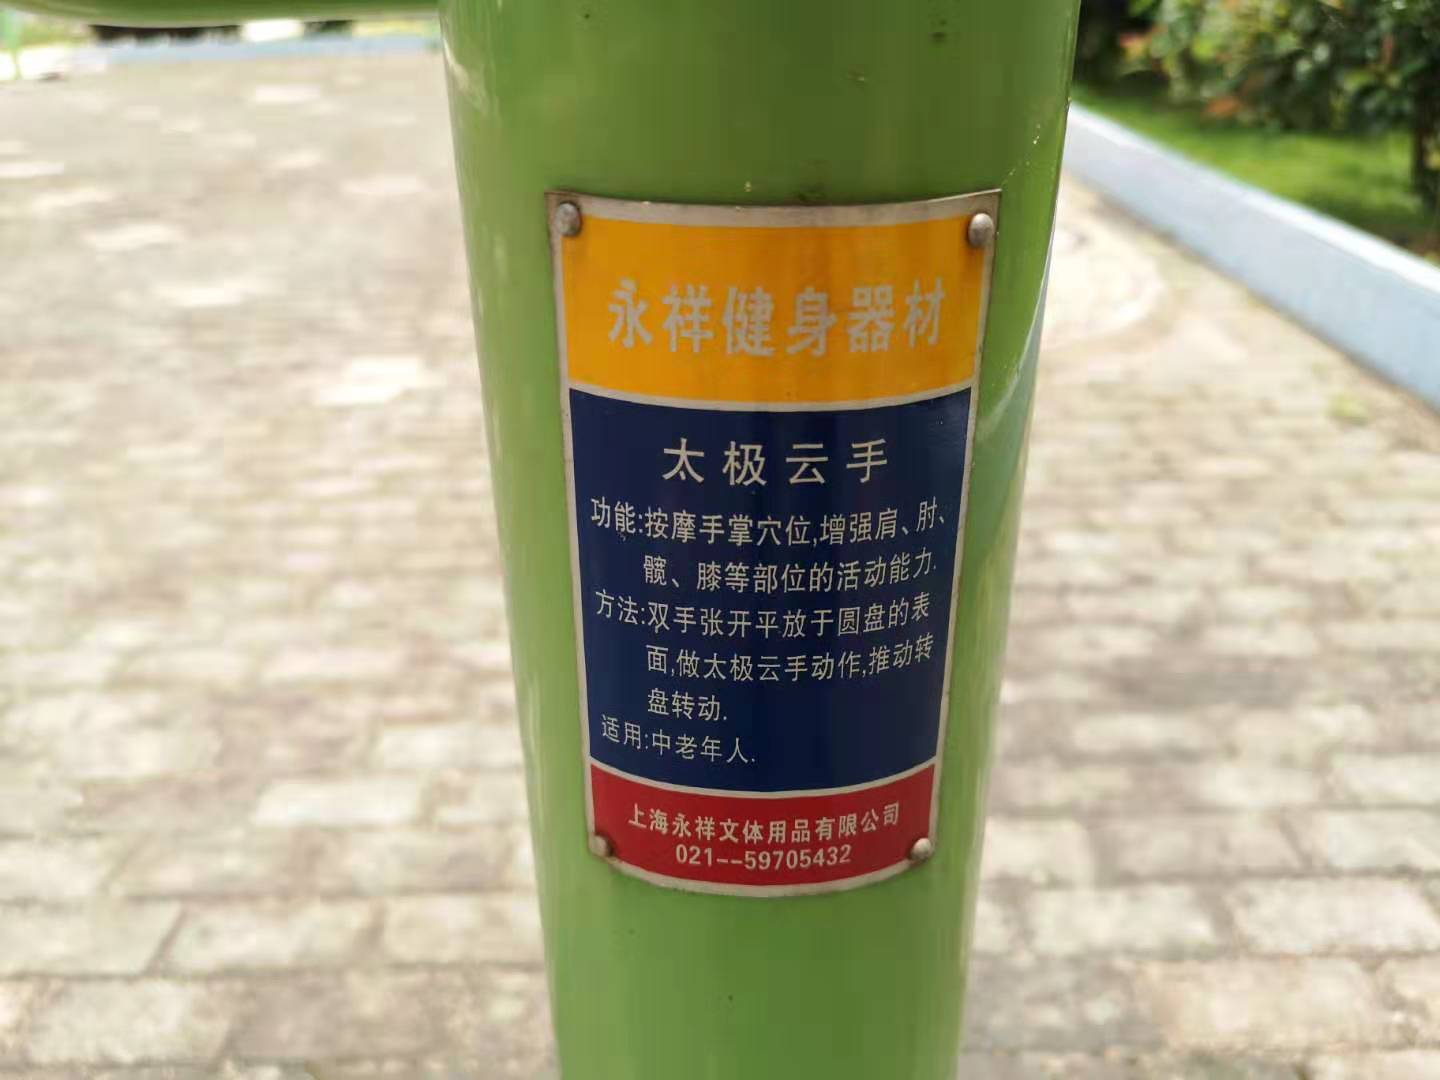 永祥健身器材
太极云手
功能:按摩手掌穴位,增强肩、肘、
髋、膝等部位的活动能力.
方法:双手张开平放于圆盘的表
面,做太极云手动作,推动转
盘转动.
适用:中老年人.
上海永祥文体用品有限公司
021--59705432